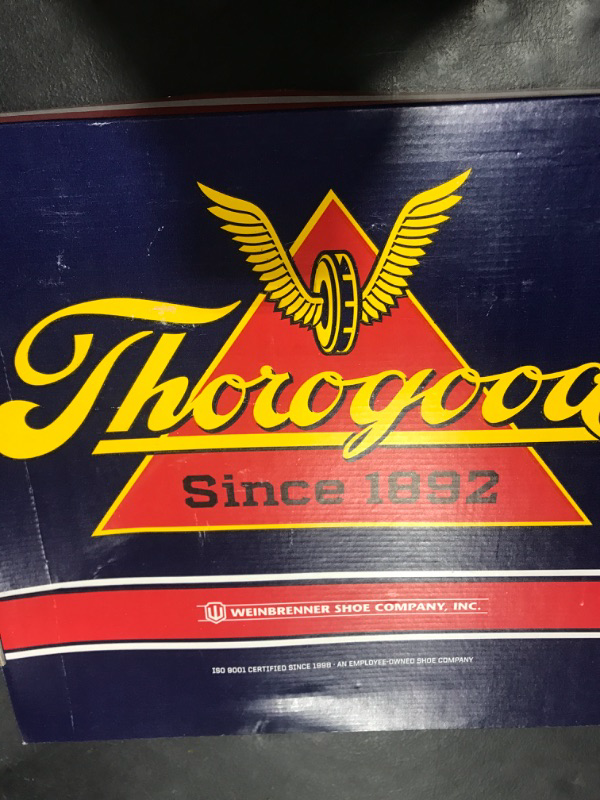 Thorogood
Since 1892
WEINBRENNER SHOE COMPANY, INC.
ISO 9001 CERTIFIED SINCE 1998 · AN EMPLOYEE-OWNED SHOE COMPANY